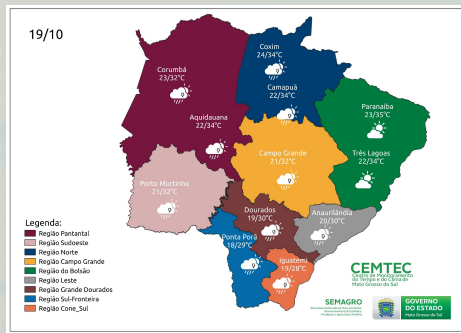 19/10
Coxim
24/34°C
Corumbá
23/32°C
Camapuã
22/34°C
Paranaíba
23/35°C
Aquidauana
22/34°C
Três Lagoas
22/34°C
Campo Grande
21/32°C
Porto Murtinho
21/32°C
Dourados
19/30°C
Anaurilândia
20/30°C
Ponta Porã
18/29°C
Iguatemi
19/28°C
Legenda:
Região Pantantal
Região Sudoeste
Região Norte
Região Campo Grande
Região do Bolsão
Região Leste
Região Grande Dourados
Região Sul-Fronteira
Região Cone_Sul
CEMTEC
Centro de Monitoramento
do Tempo e do Clima de
Mato Grosso do Sul
SEMAGRO
GOVERNO
DO ESTADO
Mato Grosso do Sul